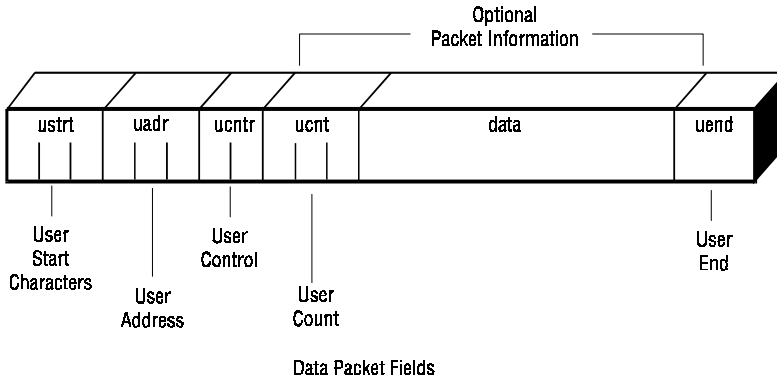 Optional
Packet Information
ustrt uadr ucntr ucnt data uend
User
Start
Characters
User
Address
User
Control
User
Count
User
End
Data Packet Fields